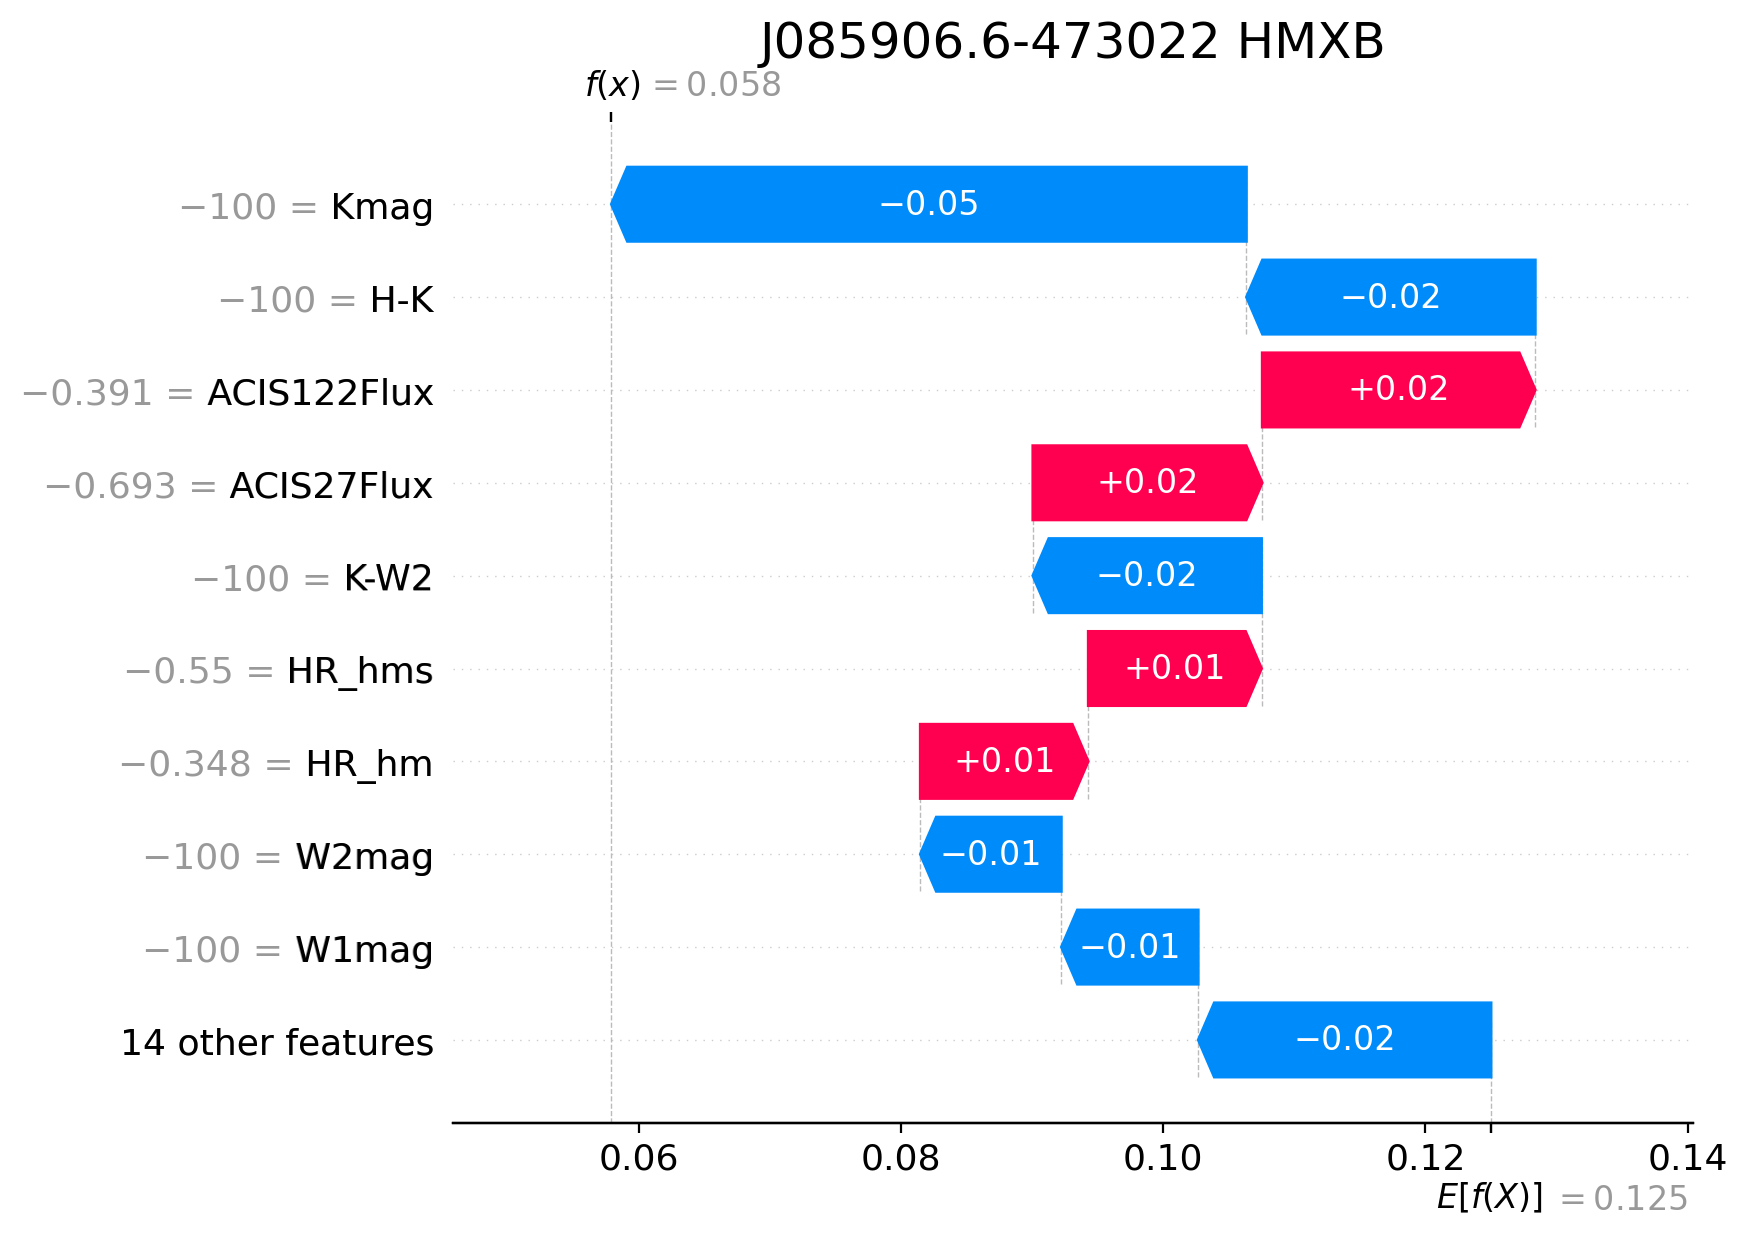 J085906.6-473022 HMXB
f(x) = 0.058
−100 = Kmag
−0.05
−100 = H-K
−0.02
−0.391 = ACIS122Flux
+0.02
−0.693 = ACIS27Flux
+0.02
−100 = K-W2
−0.02
−0.55 = HR_hms
+0.01
−0.348 = HR_hm
+0.01
−100 = W2mag
−0.01
−100 = W1mag
−0.01
14 other features
−0.02
0.06 0.08 0.10 0.12 0.14
E[f(X)] = 0.125